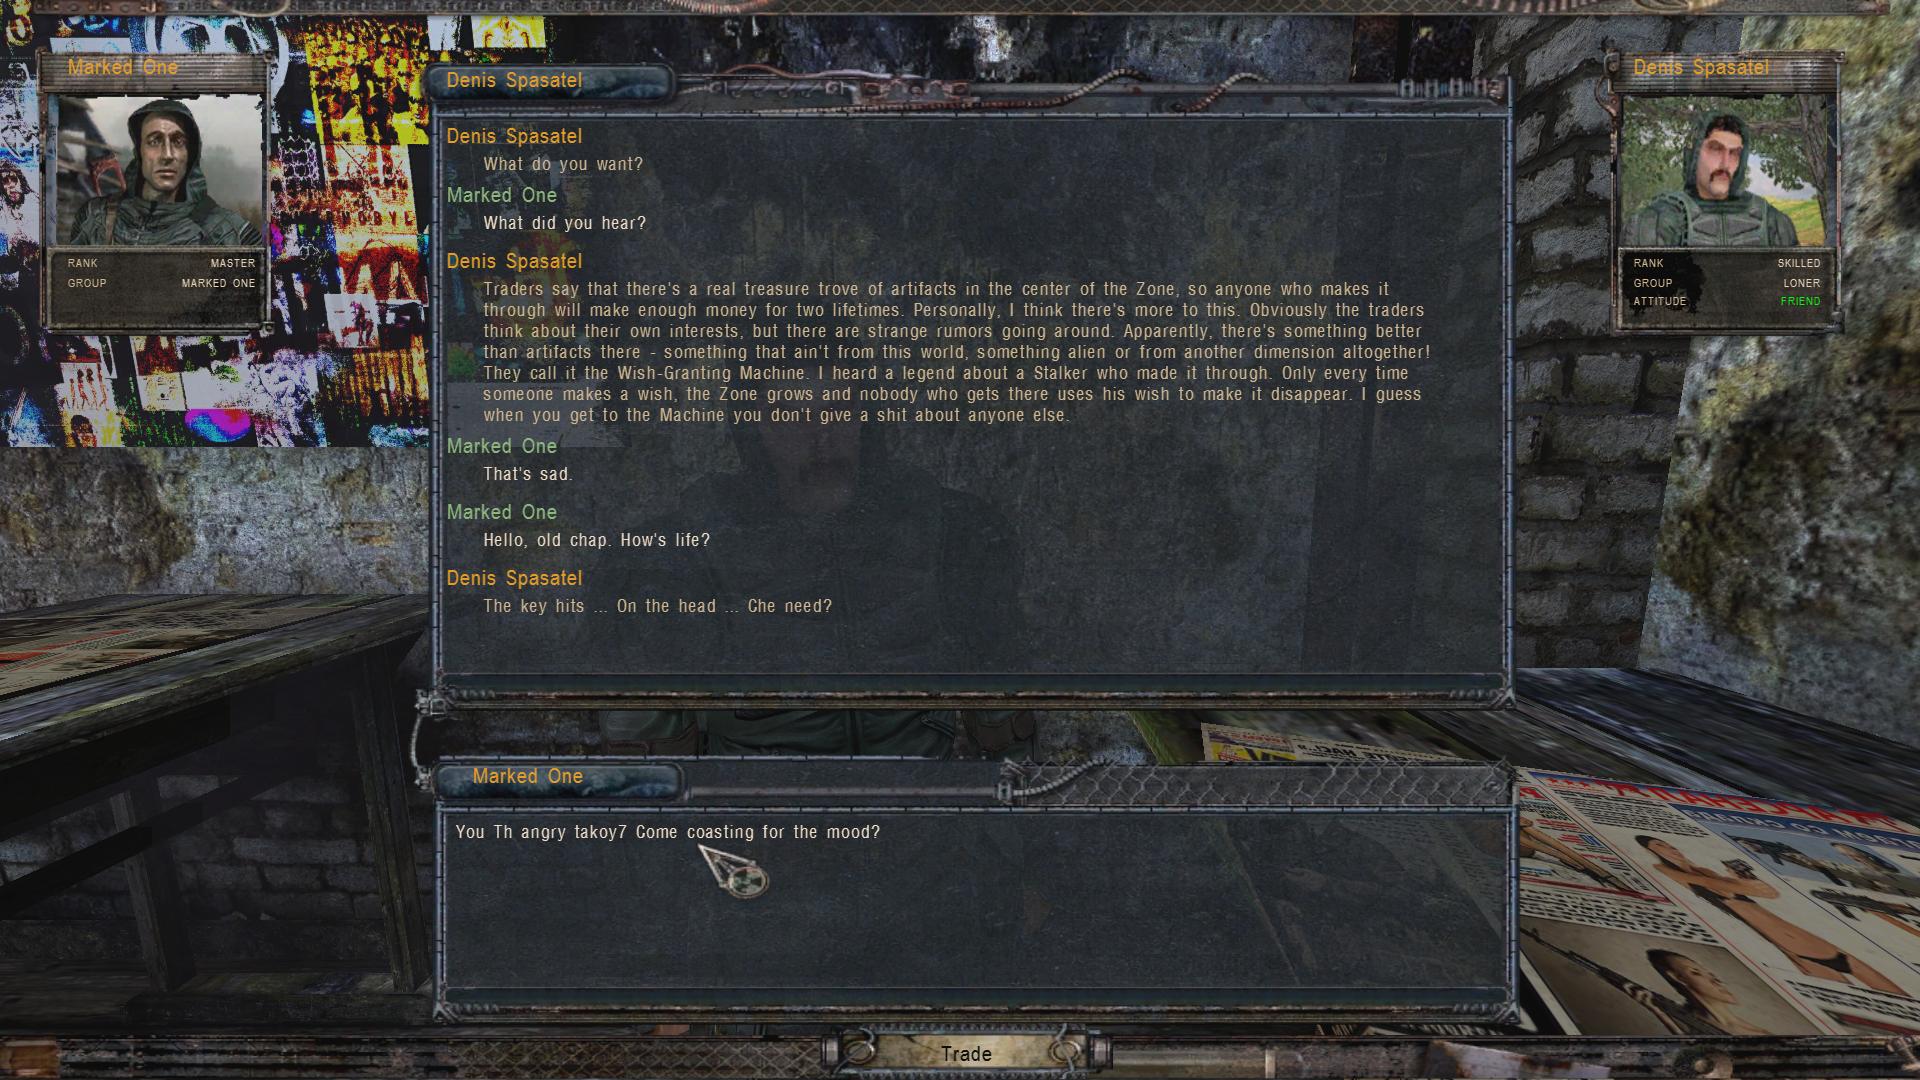 Marked One
RANK MASTER
GROUP MARKED ONE
Denis Spasatel
Denis Spasatel
What do you want?
Marked One
What did you hear?
Denis Spasatel
Traders say that there's a real treasure trove of artifacts in the center of the Zone, so anyone who makes it
through will make enough money for two lifetimes. Personally, I think there's more to this. Obviously the traders
think about their own interests, but there are strange rumors going around. Apparently, there's something better
than artifacts there - something that ain't from this world, something alien or from another dimension altogether!
They call it the Wish-Granting Machine. I heard a legend about a Stalker who made it through. Only every time
someone makes a wish, the Zone grows and nobody who gets there uses his wish to make it disappear. I guess
when you get to the Machine you don't give a shit about anyone else.
Marked One
That's sad.
Marked One
Hello, old chap. How's life?
Denis Spasatel
The key hits ... On the head ... Che need?
Denis Spasatel
RANK SKILLED
GROUP LONER
ATTITUDE FRIEND
Marked One
You Th angry takoy7 Come coasting for the mood?
Trade